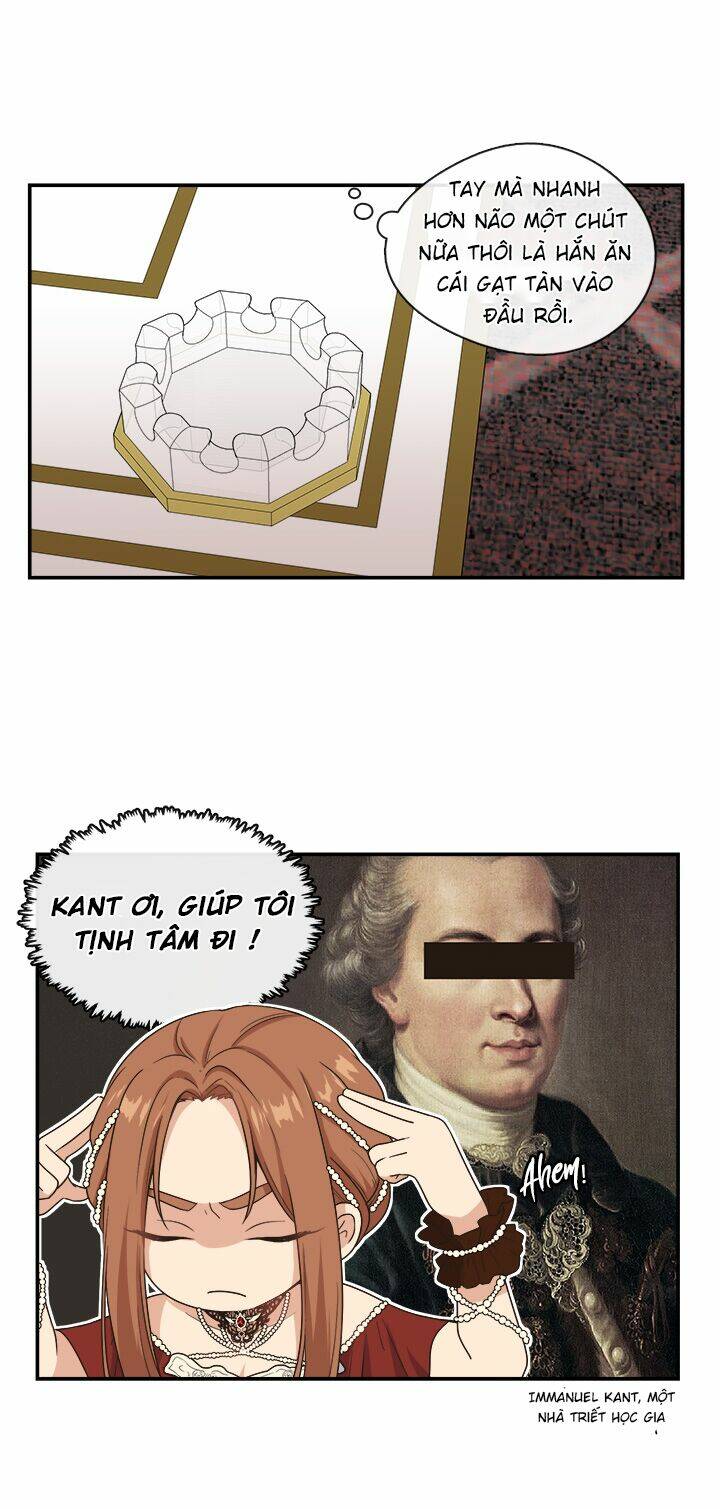 TAY MÀ NHANH
HƠN NÃO MỘT CHÚT
NỮA THÔI LÀ HẮN ĂN
CÁI GẠT TÀN VÀO
ĐẦU RỒI.
KANT ƠI, GIÚP TÔI
TỊNH TÂM ĐI !
Ahem!
IMMANUEL KANT, MỘT
NHÀ TRIẾT HỌC GIA